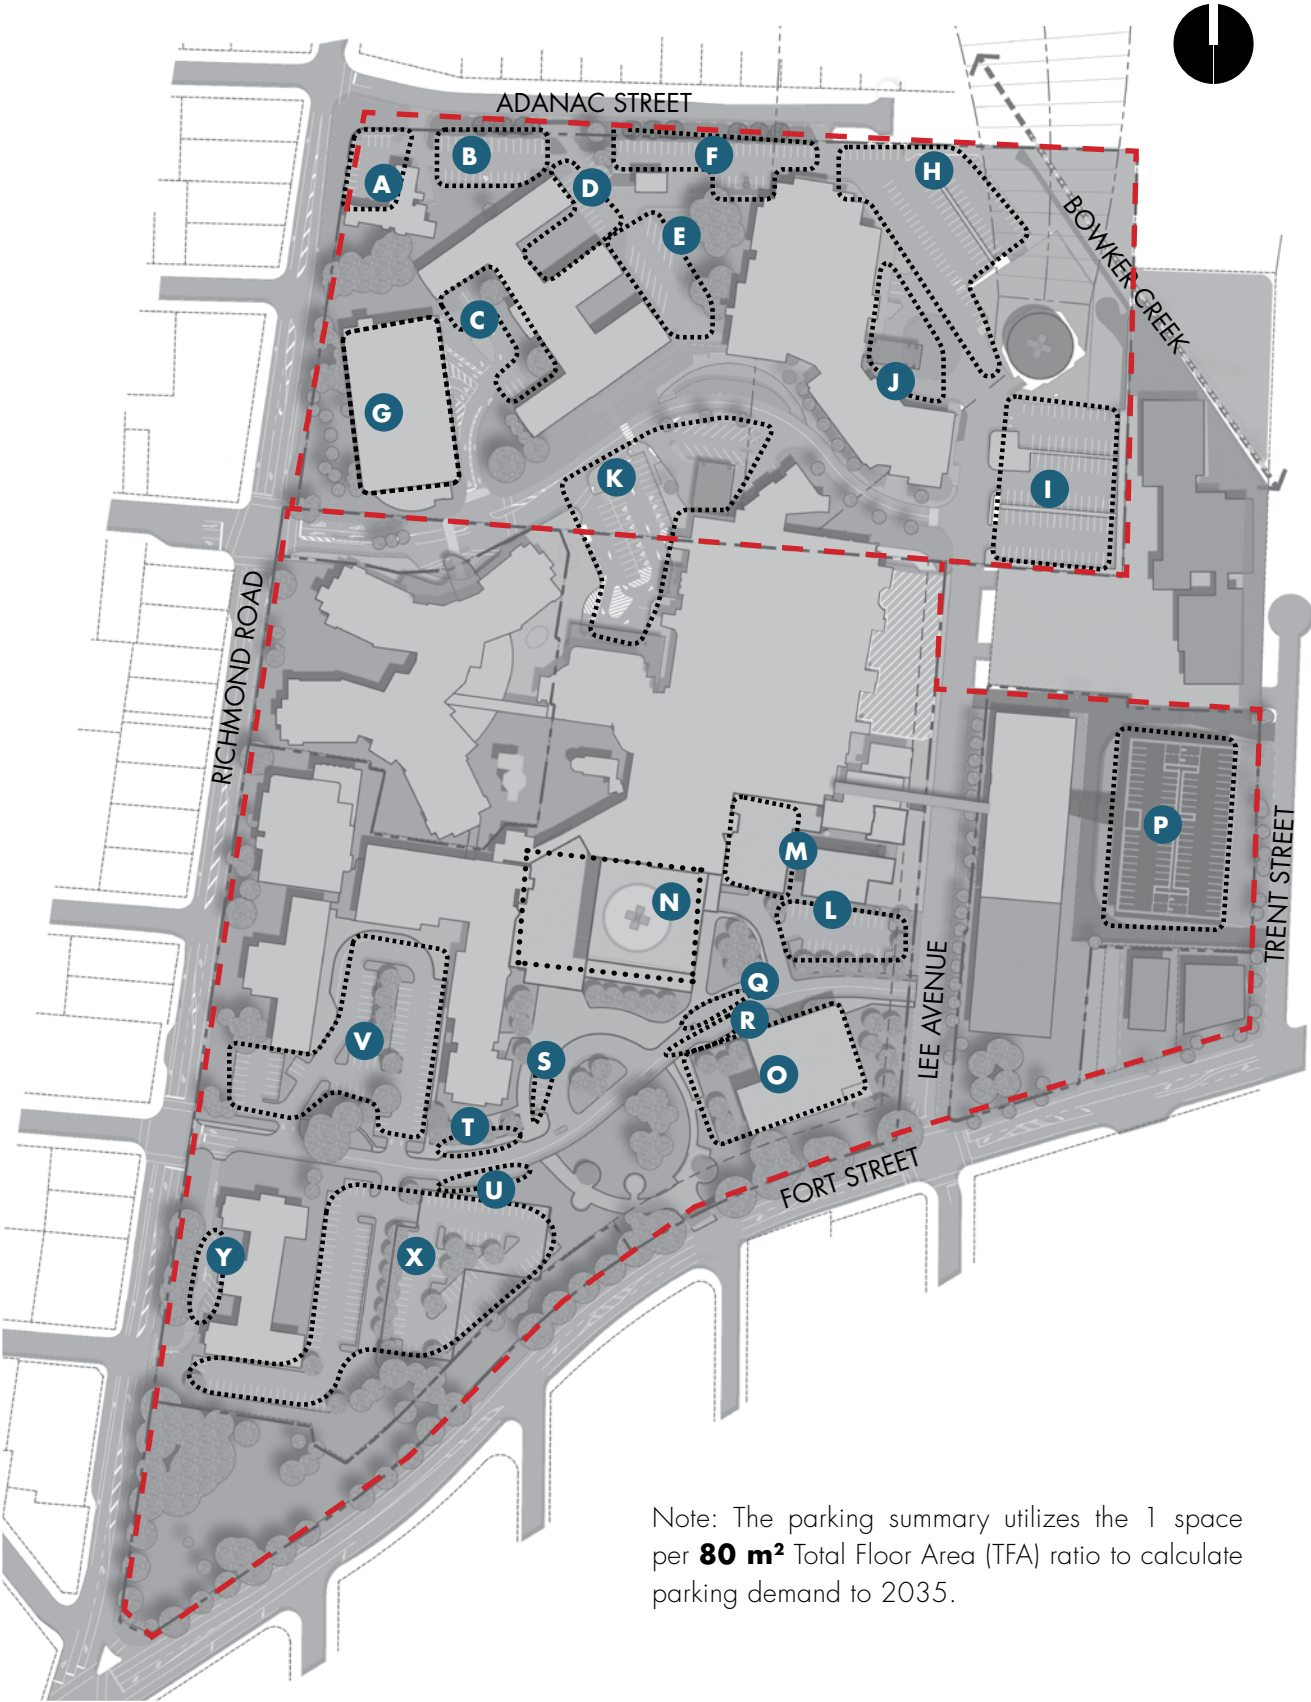 ADANAC STREET
A
B
D
F
H
E
BOWKER CREEK
C
J
G
K
I
RICHMOND ROAD
P
M
N
L
TRENT STREET
Q
R
V
S
O
LEE AVENUE
T
U
FORT STREET
Y
X
Note: The parking summary utilizes the 1 space
per 80 m² Total Floor Area (TFA) ratio to calculate
parking demand to 2035.